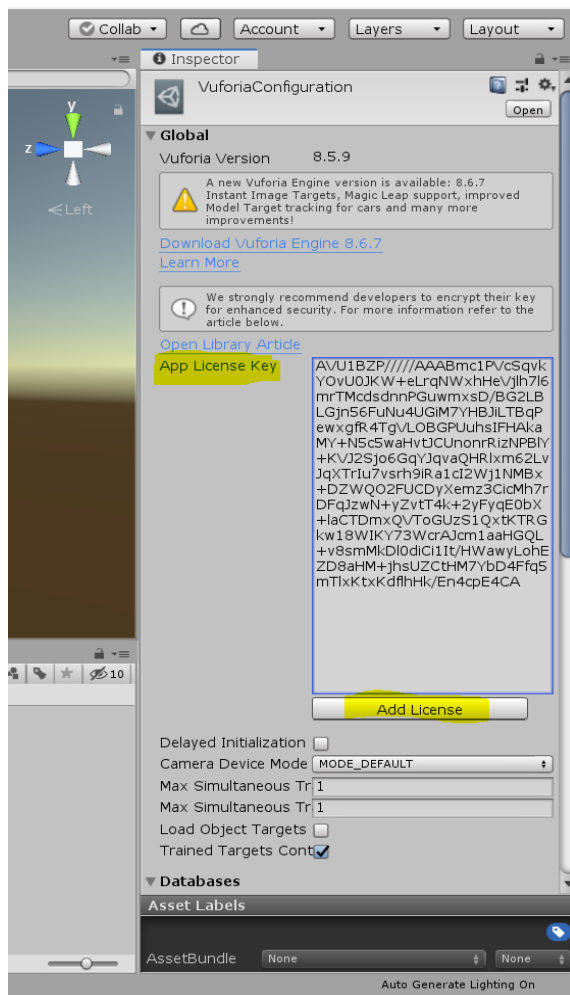 Collab
Account
Layers
Layout
Inspector
VuforiaConfiguration
Open
Global
Vuforia Version 8.5.9
A new Vuforia Engine version is available: 8.6.7
Instant Image Targets, Magic Leap support, improved
Model Target tracking for cars and many more
improvements!
Download Vuforia Engine 8.6.7
Learn More
We strongly recommend developers to encrypt their key
for enhanced security. For more information refer to the
article below.
Open Library Article
App License Key
AVU1BZP/////AAABmc1PVcSqvk
YOvU0JKW+eLrqNWxhHeVjlh7l6
mrTMcdsdnnPGuwmxsD/BG2LB
LGjn56FuNu4UGiM7YHBJiLTBqP
ewxgfR4TgVLOBGPUuhsIFHAka
MY+N5c5waHvtJCUnonrRizNPBlY
+KVJ2Sjo6GqYJqvaQHRlxm62Lv
JqXTrIu7vsrh9iRa1cI2Wj1NMBx
+DZWQO2FUCDyXemz3CicMh7r
DFqJzwN+yZvtT4k+2yFyqE0bX
+laCTDmxQVToGUzS1QxtKTRG
kw18WIKY73WcrAJcm1aaHGQL
+v8smMkDl0diCi1It/HWawyLohE
ZD8aHM+jhsUZCtHM7YbD4Ffq5
mTlxKtxKdflhHk/En4cpE4CA
Add License
Delayed Initialization
Camera Device Mode MODE_DEFAULT
Max Simultaneous Tr 1
Max Simultaneous Tr 1
Load Object Targets
Trained Targets Cont
Databases
Asset Labels
AssetBundle None None
Auto Generate Lighting On
y
z
Left
10